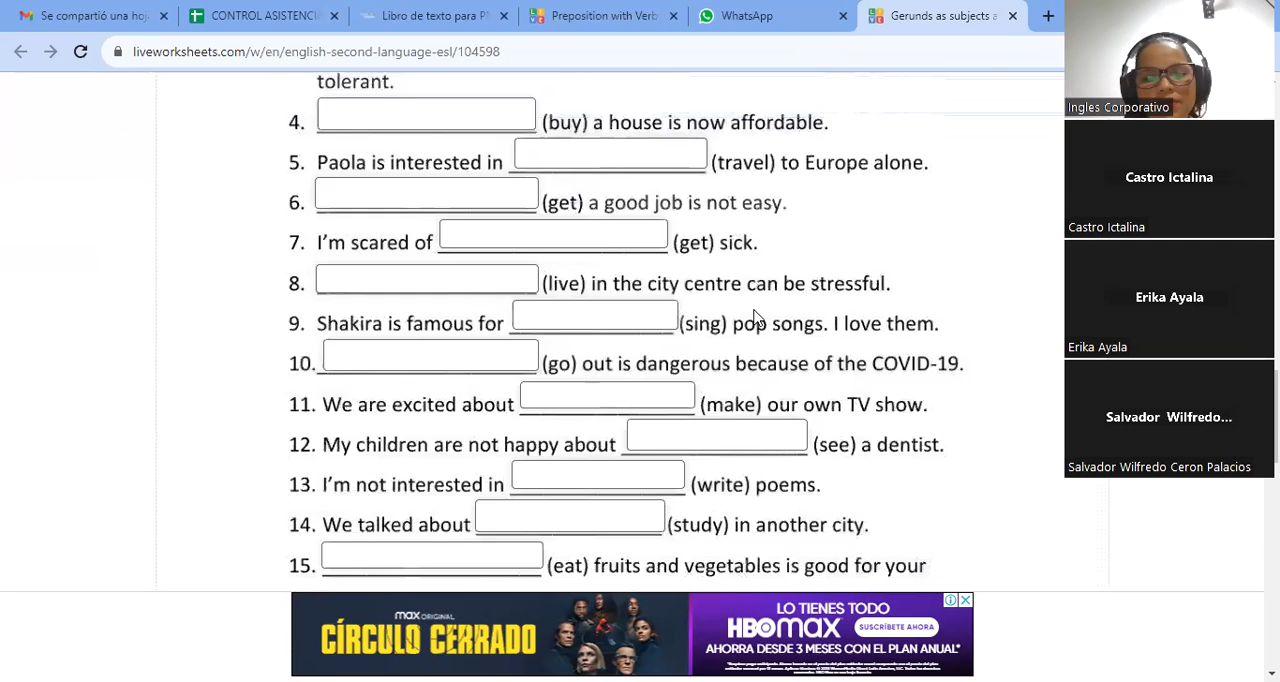 Se compartió una hoj
CONTROL ASISTENCIA
Libro de texto para P
Preposition with Verb
WhatsApp
Gerunds as subjects a
liveworksheets.com/w/en/english-second-language-esl/104598
tolerant.
4. (buy) a house is now affordable.
5. Paola is interested in (travel) to Europe alone.
6. (get) a good job is not easy.
7. I'm scared of (get) sick.
8. (live) in the city centre can be stressful.
9. Shakira is famous for (sing) pop songs. I love them.
10. (go) out is dangerous because of the COVID-19.
11. We are excited about (make) our own TV show.
12. My children are not happy about (see) a dentist.
13. I'm not interested in (write) poems.
14. We talked about (study) in another city.
15. (eat) fruits and vegetables is good for your
max ORIGINAL
CÍRCULO CERRADO
LO TIENES TODO
HBOmax
SUSCRÍBETE AHORA
AHORRA DESDE 3 MESES CON EL PLAN ANUAL*
Ingles Corporativo
Castro Ictalina
Castro Ictalina
Erika Ayala
Erika Ayala
Salvador Wilfredo...
Salvador Wilfredo Ceron Palacios